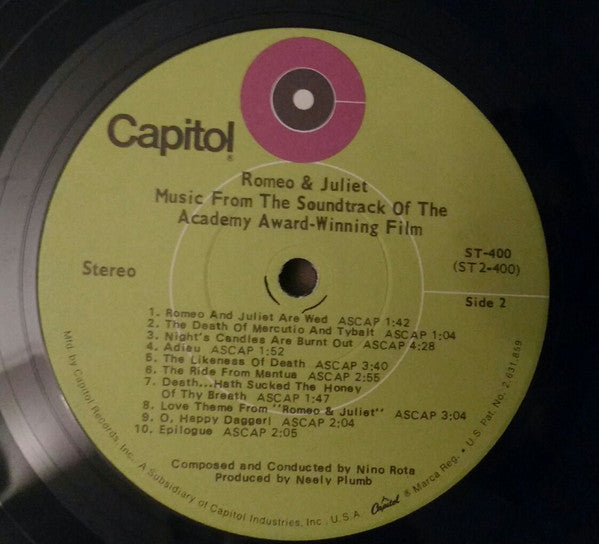 Capitol®
Romeo & Juliet
Music From The Soundtrack Of The
Academy Award-Winning Film
Stereo
ST-400
(ST2-400)
Side 2
1. Romeo And Juliet Are Wed ASCAP 1:42
2. The Death Of Mercutio And Tybalt ASCAP 1:04
3. Night's Candles Are Burnt Out ASCAP 4:28
4. Adieu ASCAP 1:52
5. The Likeness Of Death ASCAP 3:40
6. The Ride From Mantua ASCAP 2:55
7. Death...Hath Sucked The Honey
Of Thy Breath ASCAP 1:47
8. Love Theme From "Romeo & Juliet" ASCAP 3:04
9. O, Happy Dagger! ASCAP 2:04
10. Epilogue ASCAP 2:05
Composed and Conducted by Nino Rota
Produced by Neely Plumb
Mfd. by Capitol Records, Inc., A Subsidiary of Capitol Industries, Inc., U.S.A. Capitol ® Marca Reg. • U.S. Pat. No. 2,631,859